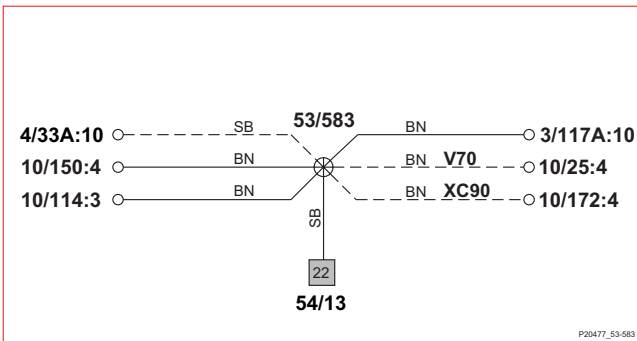 53/583
4/33A:10 SB BN 3/117A:10
10/150:4 BN BN V70 10/25:4
10/114:3 BN BN XC90 10/172:4
SB
22
54/13
P20477_53-583